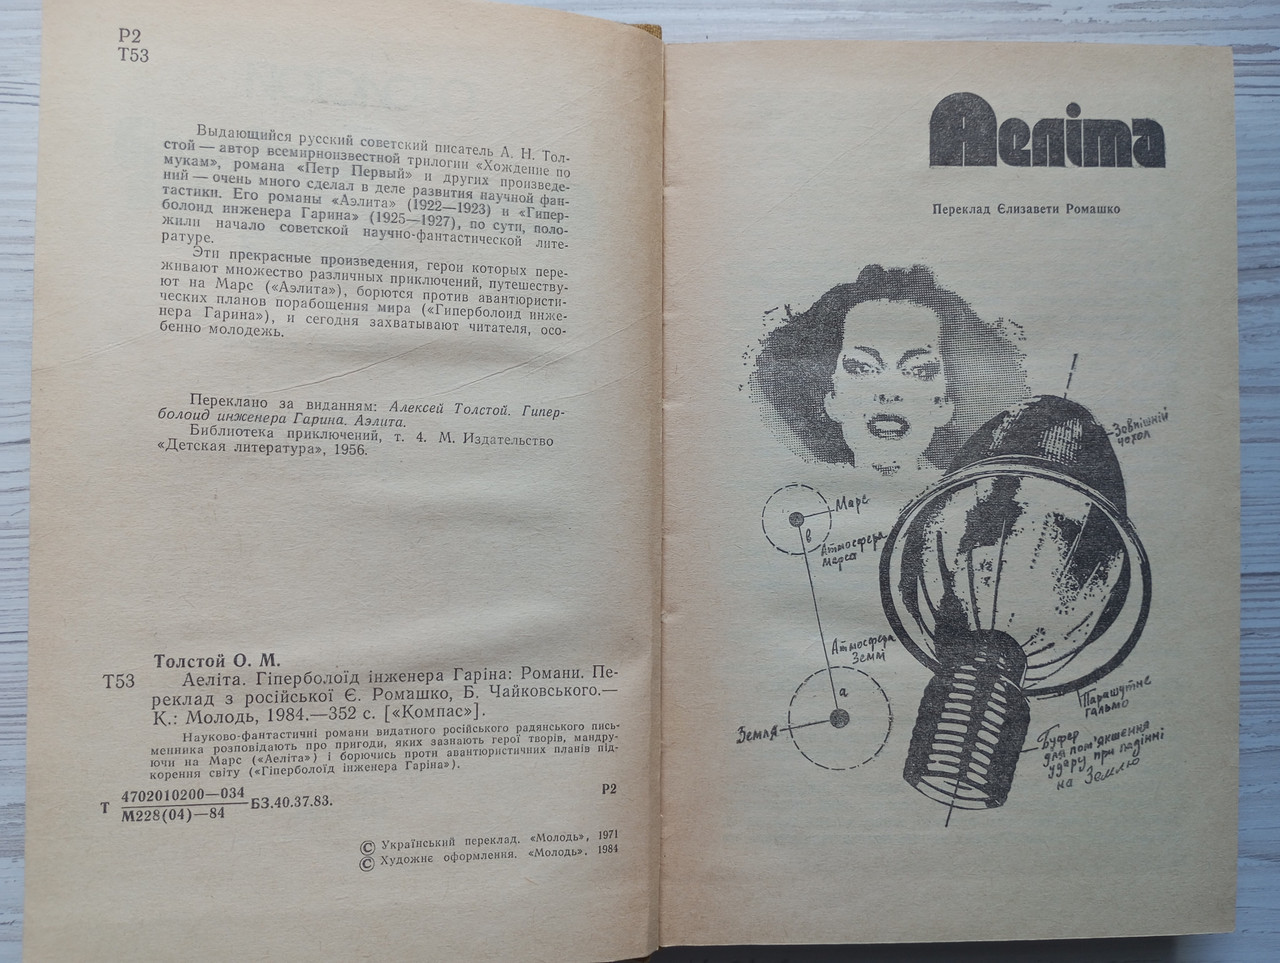 Р2
Т53
Выдающийся русский советский писатель А. Н. Тол-
стой — автор всемирноизвестной трилогии «Хождение по
мукам», романа «Петр Первый» и других произведе-
ний — очень много сделал в деле развития научной фан-
тастики. Его романы «Аэлита» (1922—1923) и «Гипер-
болоид инженера Гарина» (1925—1927), по сути, поло-
жили начало советской научно-фантастической лите-
ратуре.
Эти прекрасные произведения, герои которых пере-
живают множество различных приключений, путешеству-
ют на Марс («Аэлита»), борются против авантюристи-
ческих планов порабощения мира («Гиперболоид инже-
нера Гарина»), и сегодня захватывают читателя, осо-
бенно молодежь.
Переклано за виданням: Алексей Толстой. Гипер-
болоид инженера Гарина. Аэлита.
Библиотека приключений, т. 4. М. Издательство
«Детская литература», 1956.
Толстой О. М.
Т53 Аеліта. Гіперболоїд інженера Гаріна: Романи. Пе-
реклад з російської Є. Ромашко, Б. Чайковського.—
К.: Молодь, 1984.—352 с. [«Компас»].
Науково-фантастичні романи видатного російського радянського пись-
менника розповідають про пригоди, яких зазнають герої творів, мандру-
ючи на Марс («Аеліта») і борючись проти авантюристичних планів під-
корення світу («Гіперболоїд інженера Гаріна»).
Т 4702010200—034
М228(04)—84 БЗ.40.37.83.
Р2
© Український переклад. «Молодь», 1971
© Художнє оформлення. «Молодь». 1984
Аеліта
Переклад Єлизавети Ромашко
Зовнішній
чохол
Марс
в
Атмосфера
марса
Атмосфера
Землі
а
Земля
Парашутне
гальмо
Буфер
для пом'якшення
удару при падінні
на Землю